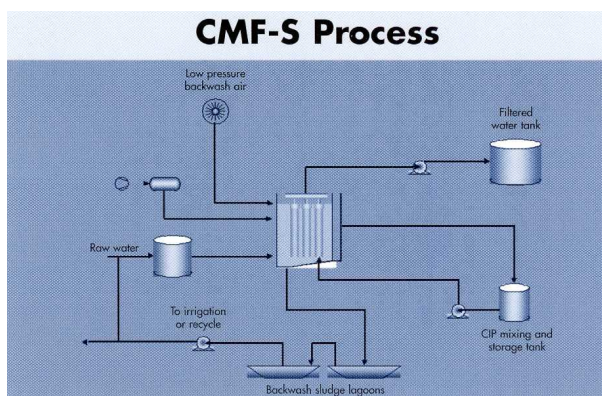 CMF-S Process
Low pressure
backwash air
Filtered
water tank
Raw water
To irrigation
or recycle
CIP mixing and
storage tank
Backwash sludge lagoons